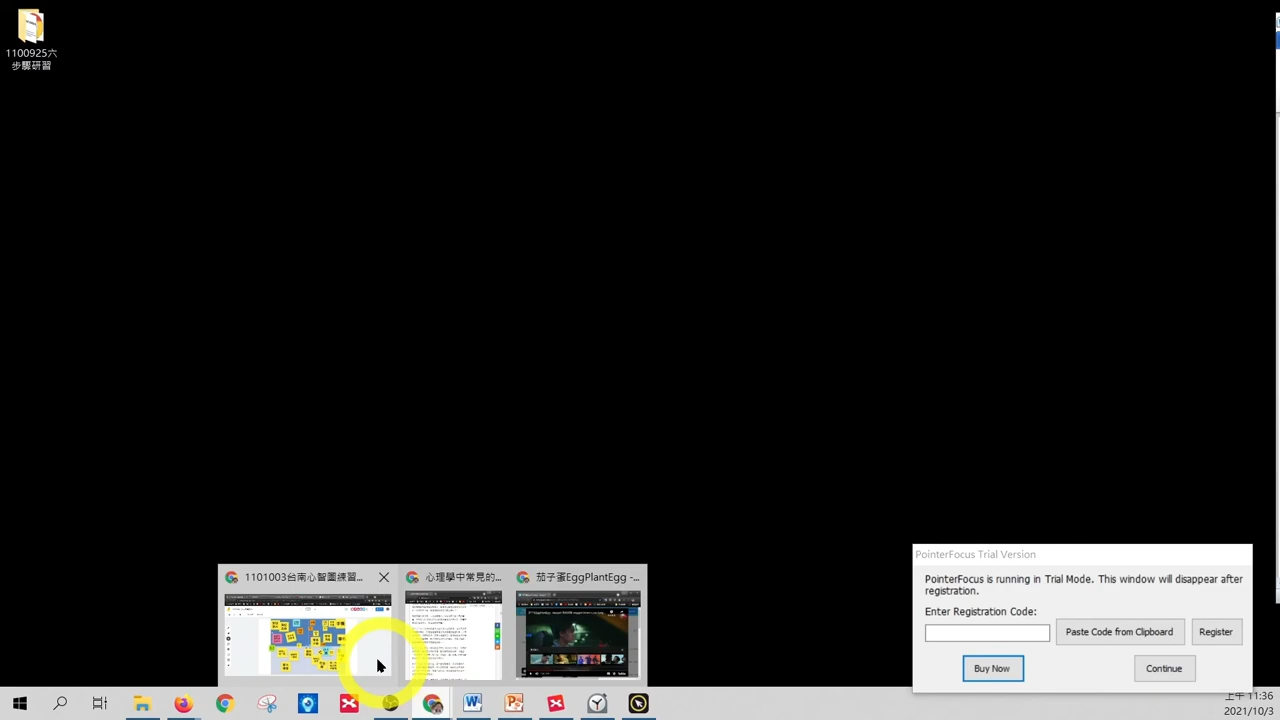 1100925六
步驟研習
1101003台南心智圖練習...
心理學中常見的...
茄子蛋EggPlantEgg -...
PointerFocus Trial Version
PointerFocus is running in Trial Mode. This window will disappear after
registration.
Enter Registration Code:
Paste Code
Register
Buy Now
Continue
上午 11:36
2021/10/3